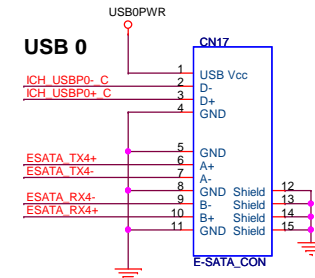 USB0PWR
USB 0
CN17
1 USB Vcc
ICH_USBP0-_C 2 D-
ICH_USBP0+_C 3 D+
4 GND
5 GND
ESATA_TX4+ 6 A+
ESATA_TX4- 7 A-
8 GND Shield 12
ESATA_RX4- 9 B- Shield 13
ESATA_RX4+ 10 B+ Shield 14
11 GND Shield 15
E-SATA_CON